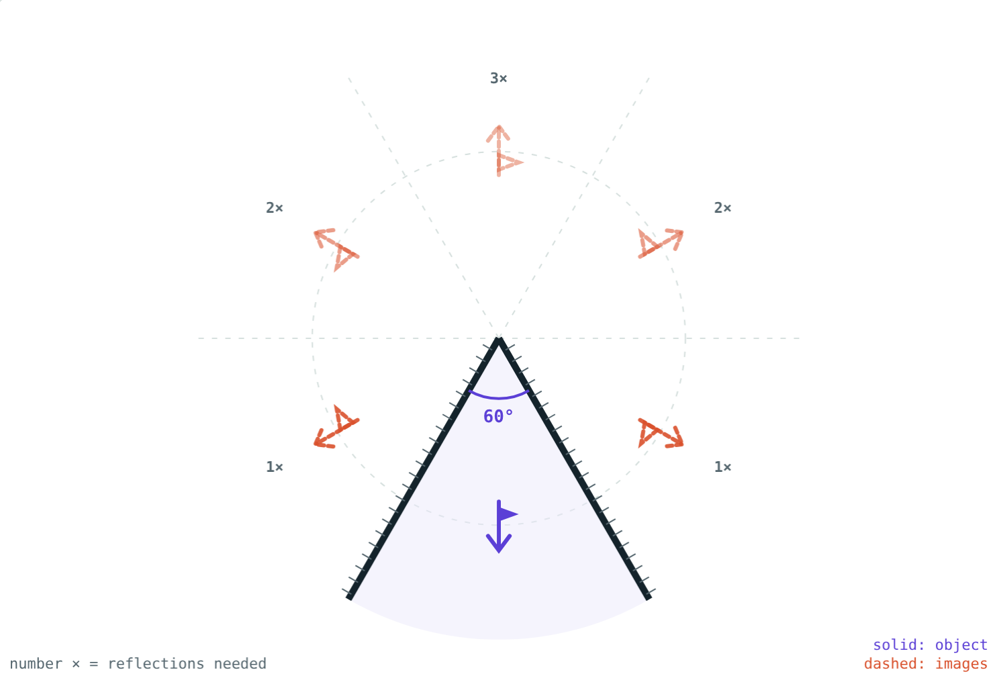 3×
2×
2×
60°
1×
1×
solid: object
number × = reflections needed
dashed: images